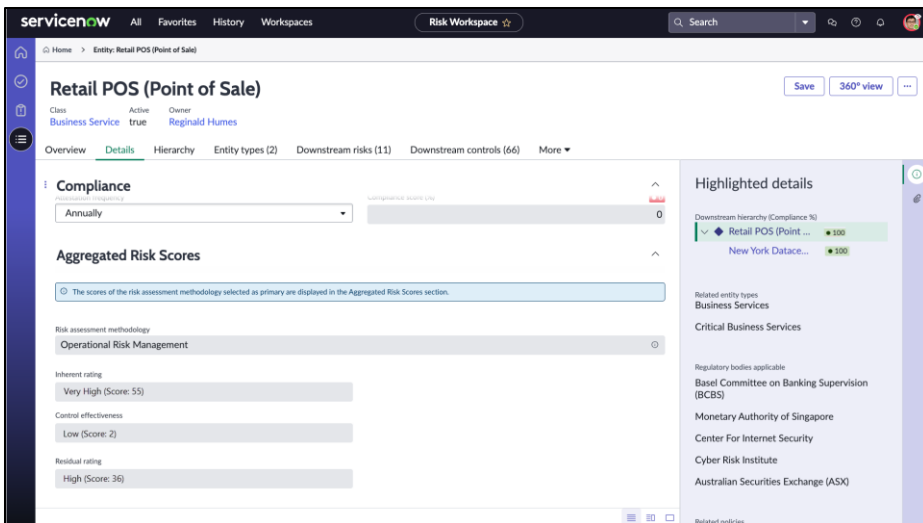 servicenow All Favorites History Workspaces Risk Workspace Search
Home > Entity: Retail POS (Point of Sale)
Retail POS (Point of Sale)
Save 360° view ...
Class Active Owner
Business Service true Reginald Humes
Overview Details Hierarchy Entity types (2) Downstream risks (11) Downstream controls (66) More
Compliance
Attestation frequency Compliance score (%)
Annually 0
Aggregated Risk Scores
The scores of the risk assessment methodology selected as primary are displayed in the Aggregated Risk Scores section.
Risk assessment methodology
Operational Risk Management
Inherent rating
Very High (Score: 55)
Control effectiveness
Low (Score: 2)
Residual rating
High (Score: 36)
Highlighted details
Downstream hierarchy (Compliance %)
Retail POS (Point ... 100
New York Datace... 100
Related entity types
Business Services
Critical Business Services
Regulatory bodies applicable
Basel Committee on Banking Supervision
(BCBS)
Monetary Authority of Singapore
Center For Internet Security
Cyber Risk Institute
Australian Securities Exchange (ASX)
Related policies